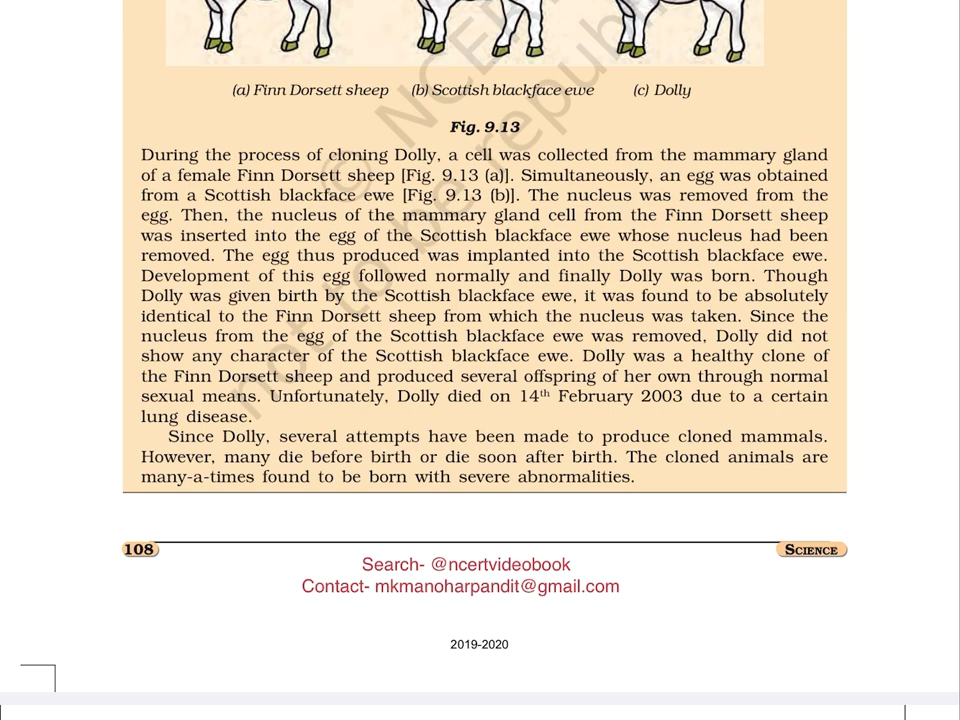 (a) Finn Dorsett sheep (b) Scottish blackface ewe (c) Dolly
Fig. 9.13
During the process of cloning Dolly, a cell was collected from the mammary gland
of a female Finn Dorsett sheep [Fig. 9.13 (a)]. Simultaneously, an egg was obtained
from a Scottish blackface ewe [Fig. 9.13 (b)]. The nucleus was removed from the
egg. Then, the nucleus of the mammary gland cell from the Finn Dorsett sheep
was inserted into the egg of the Scottish blackface ewe whose nucleus had been
removed. The egg thus produced was implanted into the Scottish blackface ewe.
Development of this egg followed normally and finally Dolly was born. Though
Dolly was given birth by the Scottish blackface ewe, it was found to be absolutely
identical to the Finn Dorsett sheep from which the nucleus was taken. Since the
nucleus from the egg of the Scottish blackface ewe was removed, Dolly did not
show any character of the Scottish blackface ewe. Dolly was a healthy clone of
the Finn Dorsett sheep and produced several offspring of her own through normal
sexual means. Unfortunately, Dolly died on 14th February 2003 due to a certain
lung disease.
Since Dolly, several attempts have been made to produce cloned mammals.
However, many die before birth or die soon after birth. The cloned animals are
many-a-times found to be born with severe abnormalities.
108
SCIENCE
Search- @ncertvideobook
Contact- mkmanoharpandit@gmail.com
2019-2020
© NCE
not to be republ